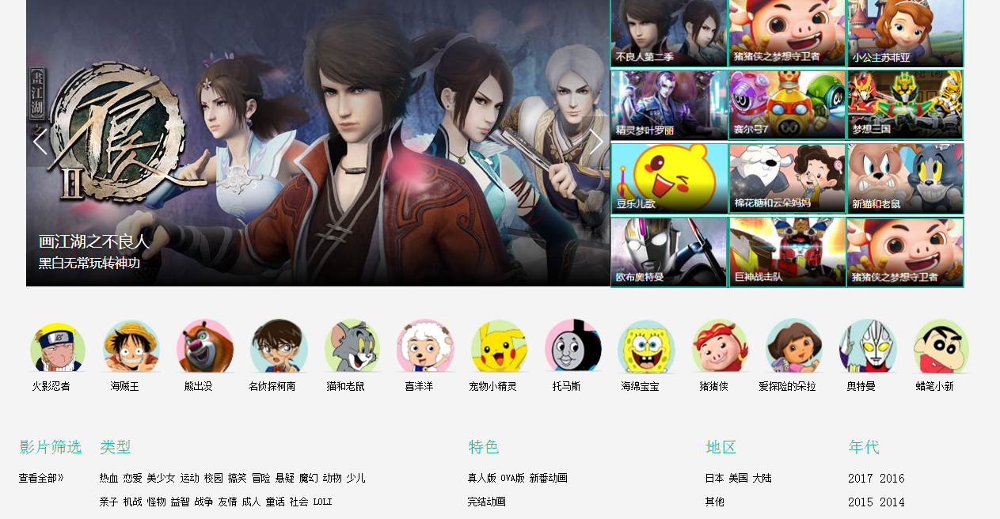 畫江湖
不良人
II
画江湖之不良人
黑白无常玩转神功
不良人第二季
猪猪侠之梦想守卫者
小公主苏菲亚
精灵梦叶罗丽
赛尔号7
梦想三国
豆乐儿歌
棉花糖和云朵妈妈
新猫和老鼠
欧布奥特曼
巨神战击队
猪猪侠之梦想守卫者
火影忍者
海贼王
熊出没
名侦探柯南
猫和老鼠
喜洋洋
宠物小精灵
托马斯
海绵宝宝
猪猪侠
爱探险的朵拉
奥特曼
蜡笔小新
影片筛选
查看全部》
类型
热血 恋爱 美少女 运动 校园 搞笑 冒险 悬疑 魔幻 动物 少儿
亲子 机战 怪物 益智 战争 友情 成人 童话 社会 LOLI
特色
真人版 OVA版 新番动画
完结动画
地区
日本 美国 大陆
其他
年代
2017 2016
2015 2014